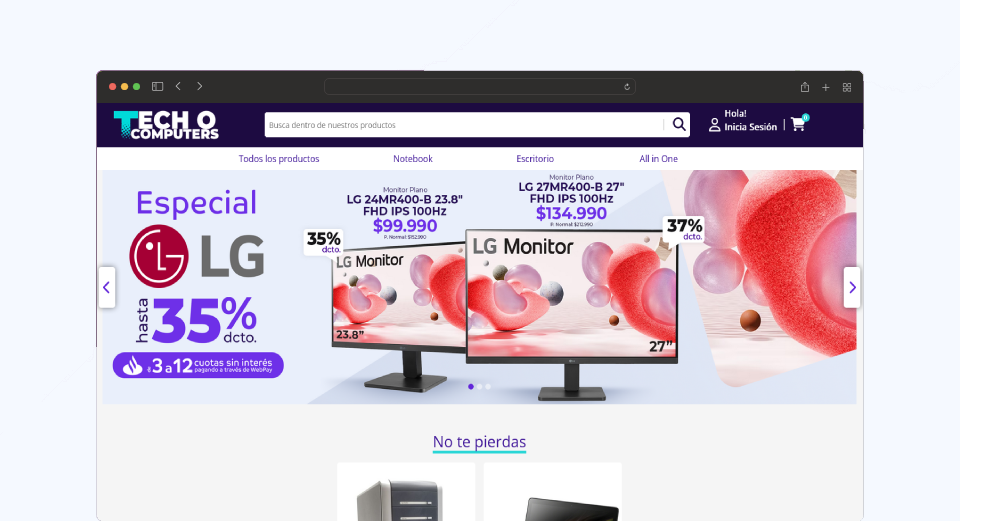 TECH O
COMPUTERS
Busca dentro de nuestros productos
Hola!
Inicia Sesión
0
Todos los productos
Notebook
Escritorio
All in One
Especial
LG
hasta
35%
dcto.
3 a 12 cuotas sin interés
pagando a través de WebPay
Monitor Plano
LG 24MR400-B 23.8"
FHD IPS 100Hz
$99.990
P. Normal: $152.990
35%
dcto.
LG Monitor
23.8"
Monitor Plano
LG 27MR400-B 27"
FHD IPS 100Hz
$134.990
P. Normal: $212.990
37%
dcto.
LG Monitor
27"
No te pierdas